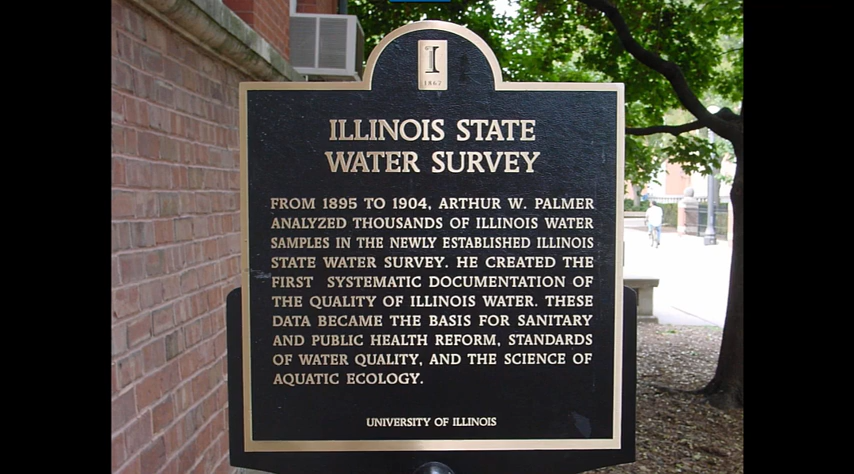 I
1867
ILLINOIS STATE
WATER SURVEY
FROM 1895 TO 1904, ARTHUR W. PALMER
ANALYZED THOUSANDS OF ILLINOIS WATER
SAMPLES IN THE NEWLY ESTABLISHED ILLINOIS
STATE WATER SURVEY. HE CREATED THE
FIRST SYSTEMATIC DOCUMENTATION OF
THE QUALITY OF ILLINOIS WATER. THESE
DATA BECAME THE BASIS FOR SANITARY
AND PUBLIC HEALTH REFORM, STANDARDS
OF WATER QUALITY, AND THE SCIENCE OF
AQUATIC ECOLOGY.
UNIVERSITY OF ILLINOIS